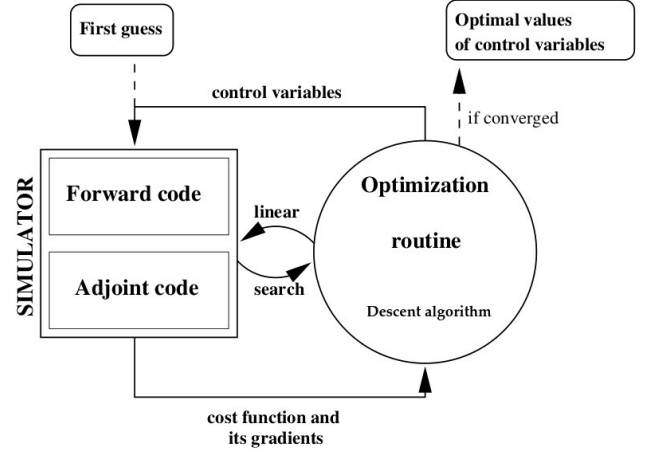 First guess
Optimal values
of control variables
control variables
if converged
SIMULATOR
Forward code
Adjoint code
linear
search
Optimization
routine
Descent algorithm
cost function and
its gradients